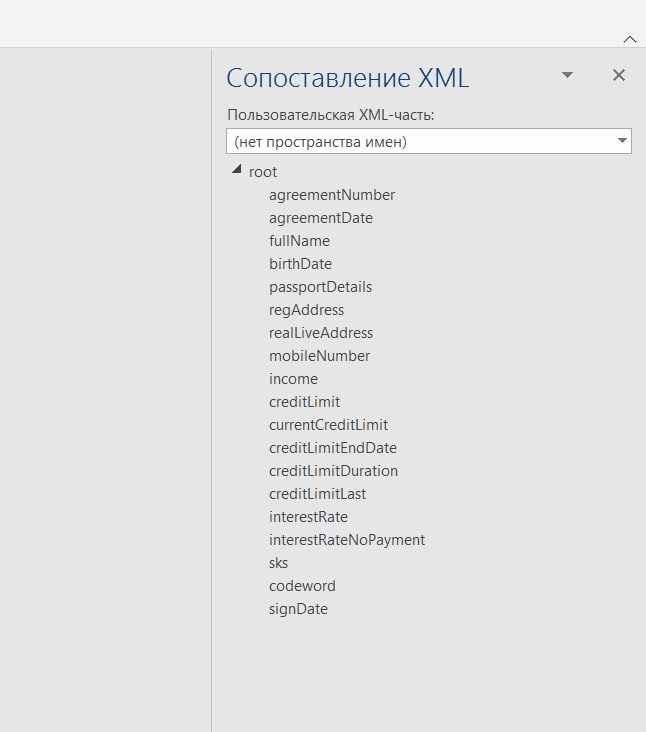 Сопоставление XML
Пользовательская XML-часть:
(нет пространства имен)
root
agreementNumber
agreementDate
fullName
birthDate
passportDetails
regAddress
realLiveAddress
mobileNumber
income
creditLimit
currentCreditLimit
creditLimitEndDate
creditLimitDuration
creditLimitLast
interestRate
interestRateNoPayment
sks
codeword
signDate